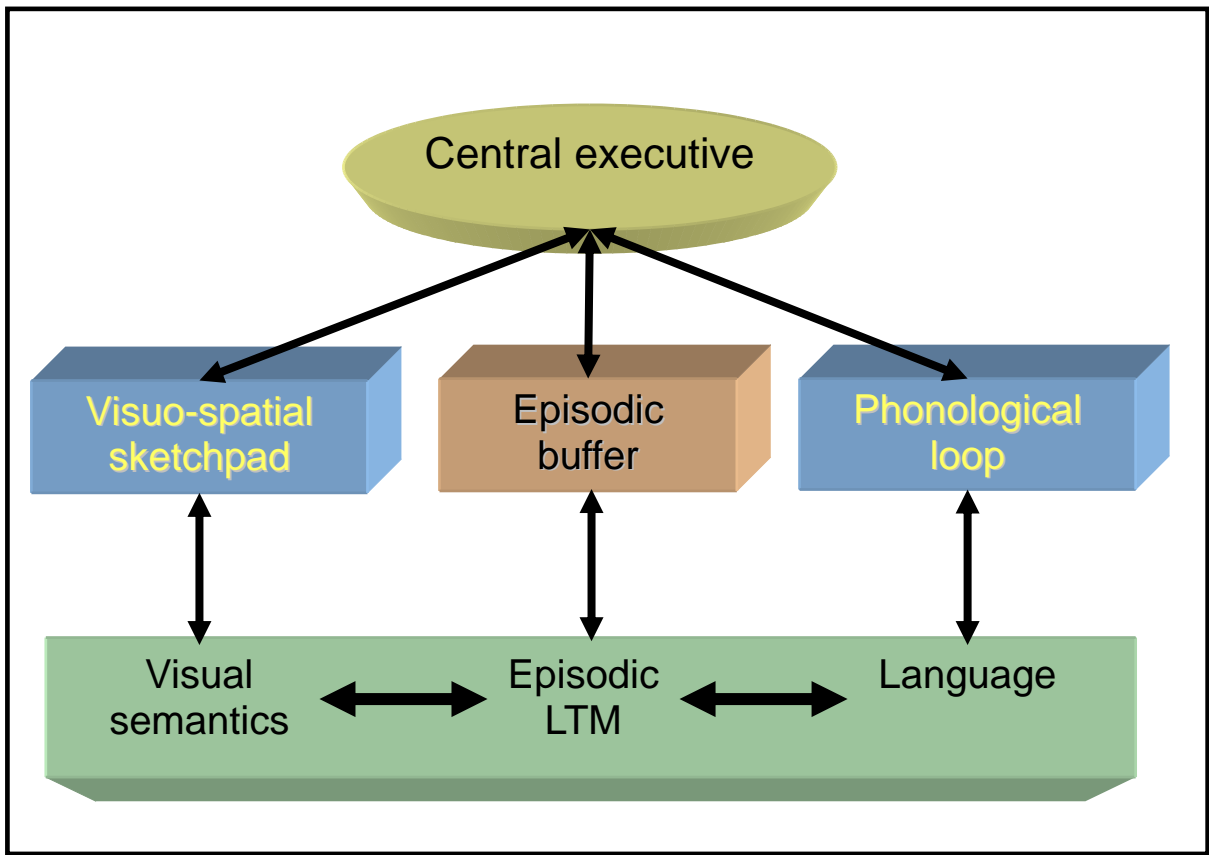 Central executive
Visuo-spatial
sketchpad
Episodic
buffer
Phonological
loop
Visual
semantics
Episodic
LTM
Language